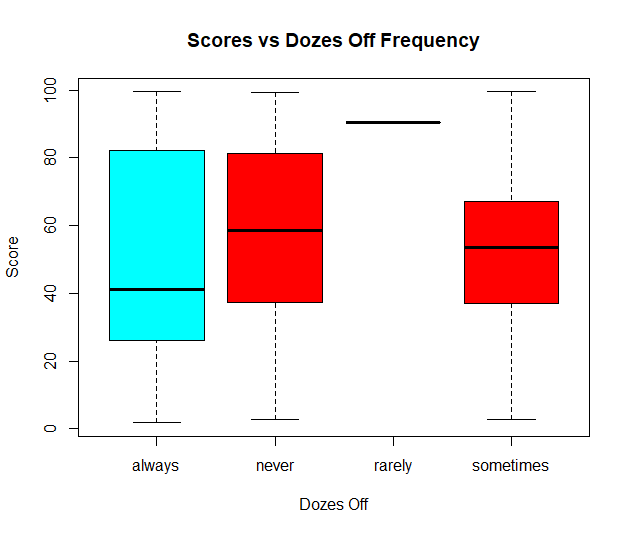 Scores vs Dozes Off Frequency
100
80
60
40
20
0
Score
always never rarely sometimes
Dozes Off